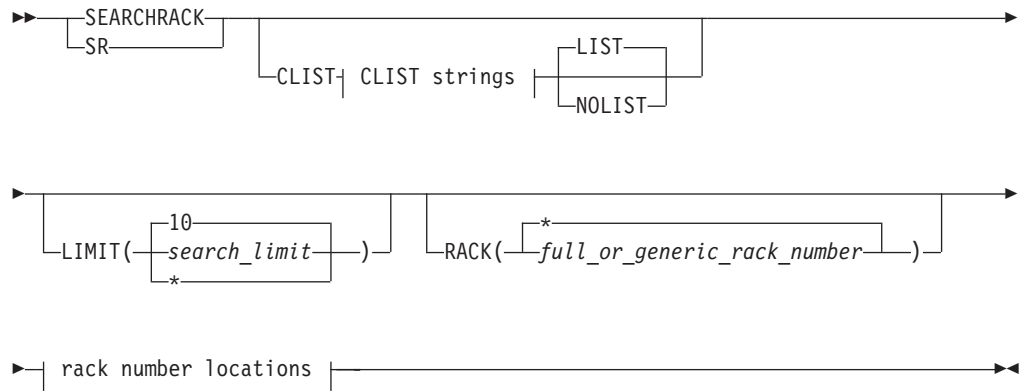 SEARCHRACK
SR
CLIST CLIST strings LIST
NOLIST
LIMIT( 10 ) RACK( * )
search_limit full_or_generic_rack_number
*
rack number locations